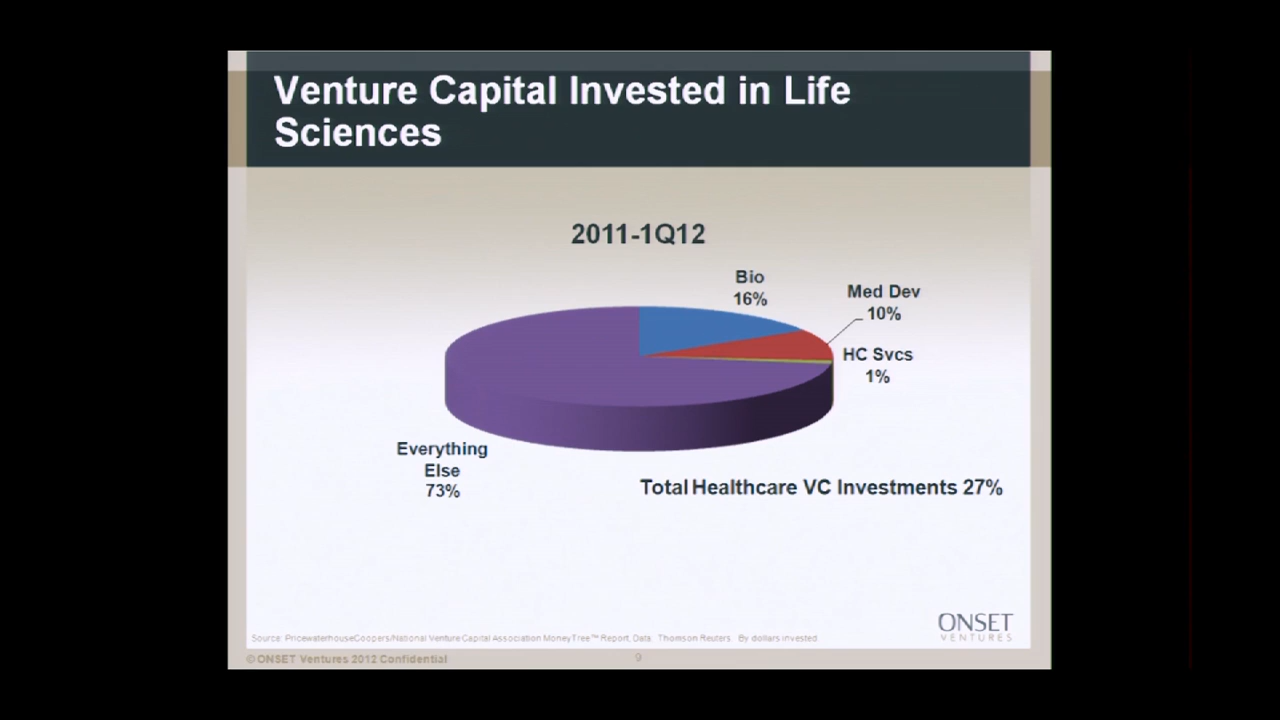 Venture Capital Invested in Life
Sciences
2011-1Q12
Bio
16%
Med Dev
10%
HC Svcs
1%
Everything
Else
73%
Total Healthcare VC Investments 27%
ONSET
VENTURES
Source: PricewaterhouseCoopers/National Venture Capital Association MoneyTree™ Report, Data: Thomson Reuters. By dollars invested.
© ONSET Ventures 2012 Confidential
9